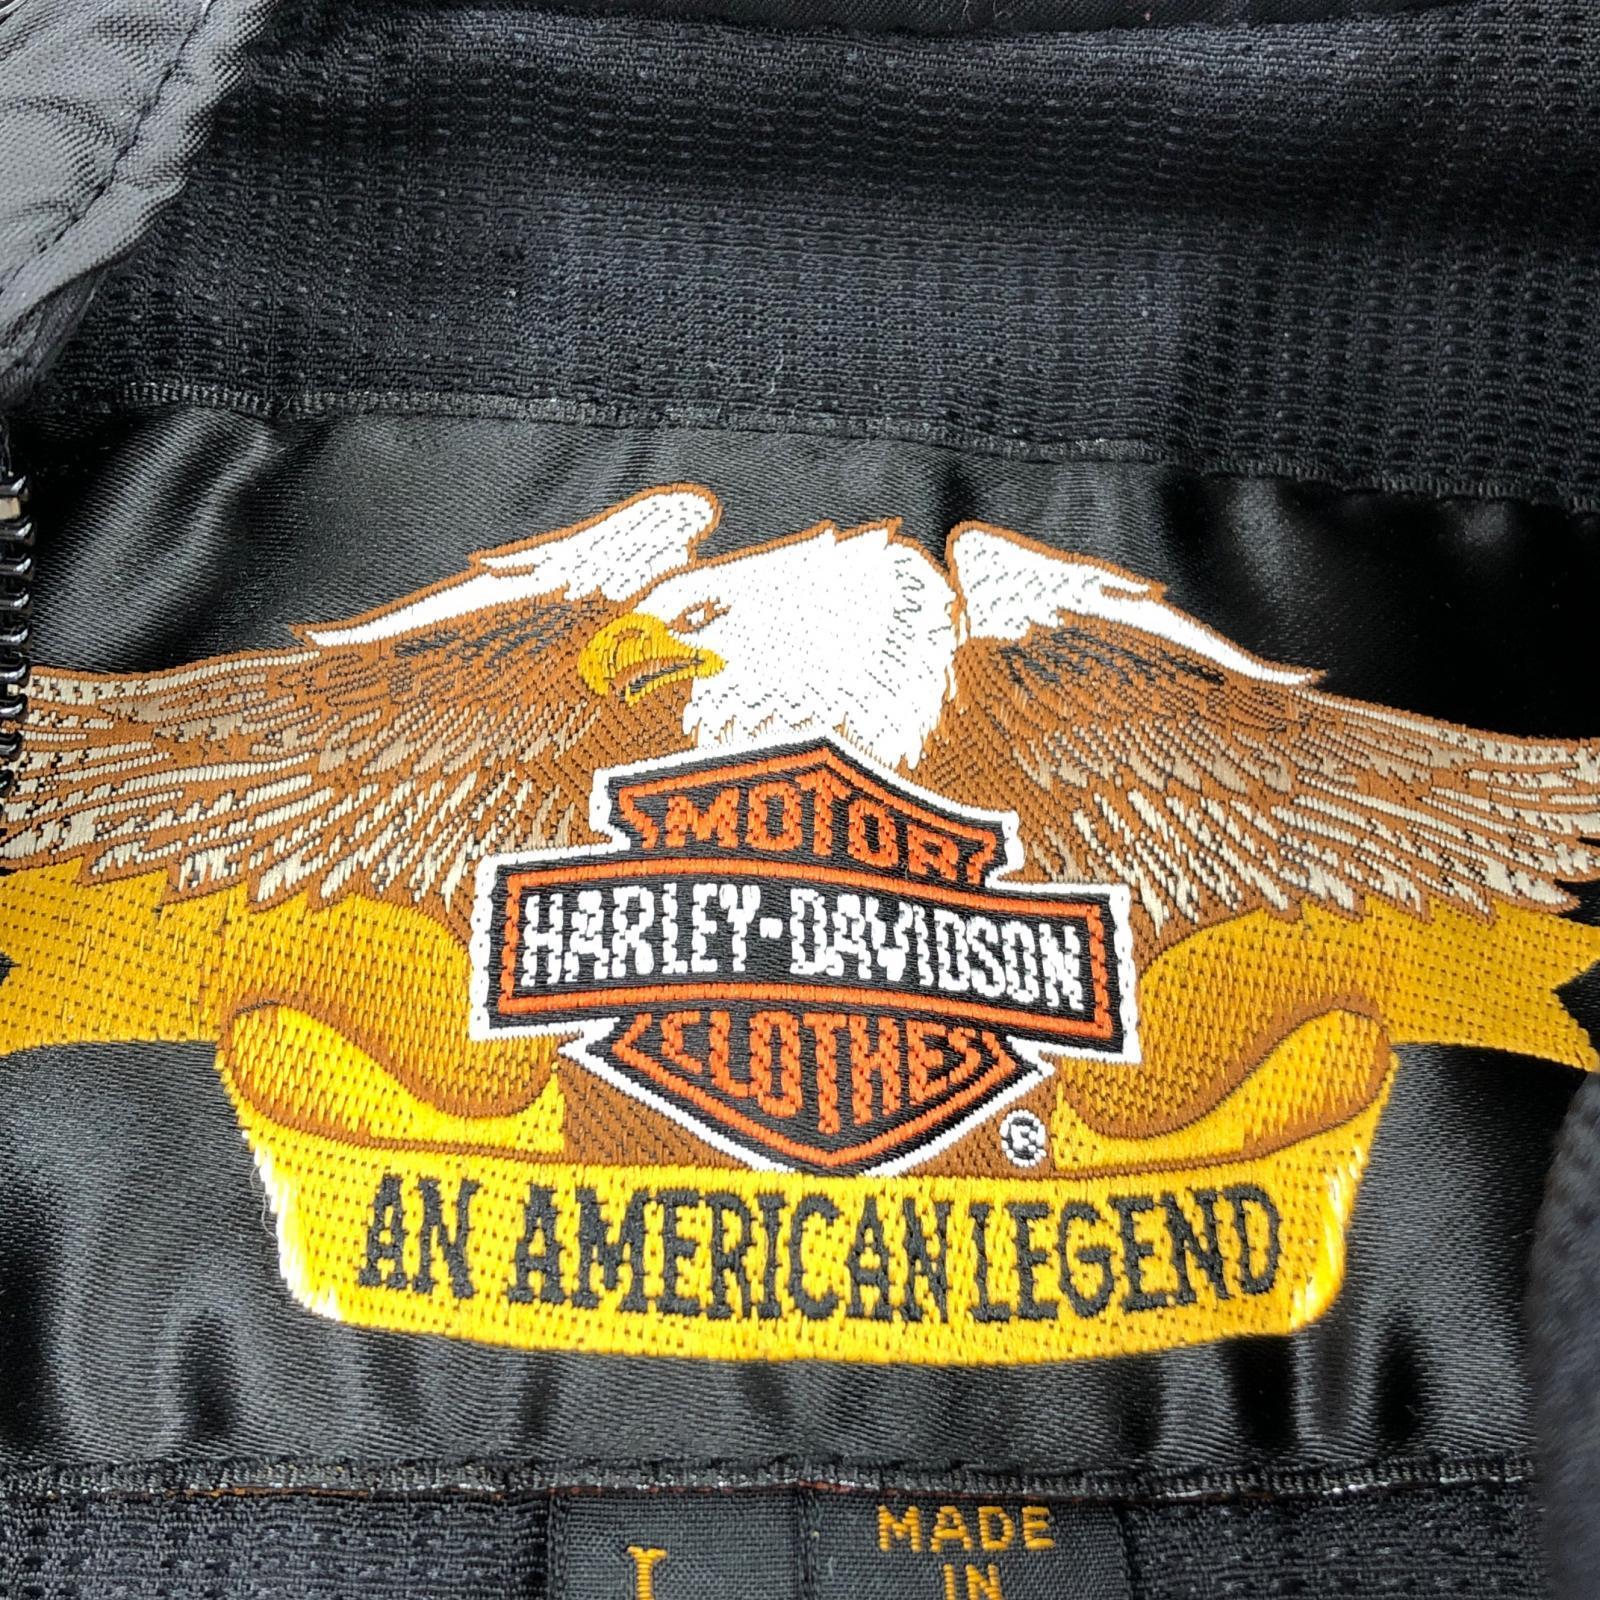 MOTOR
HARLEY-DAVIDSON
CLOTHES
®
AN AMERICAN LEGEND
MADE
IN